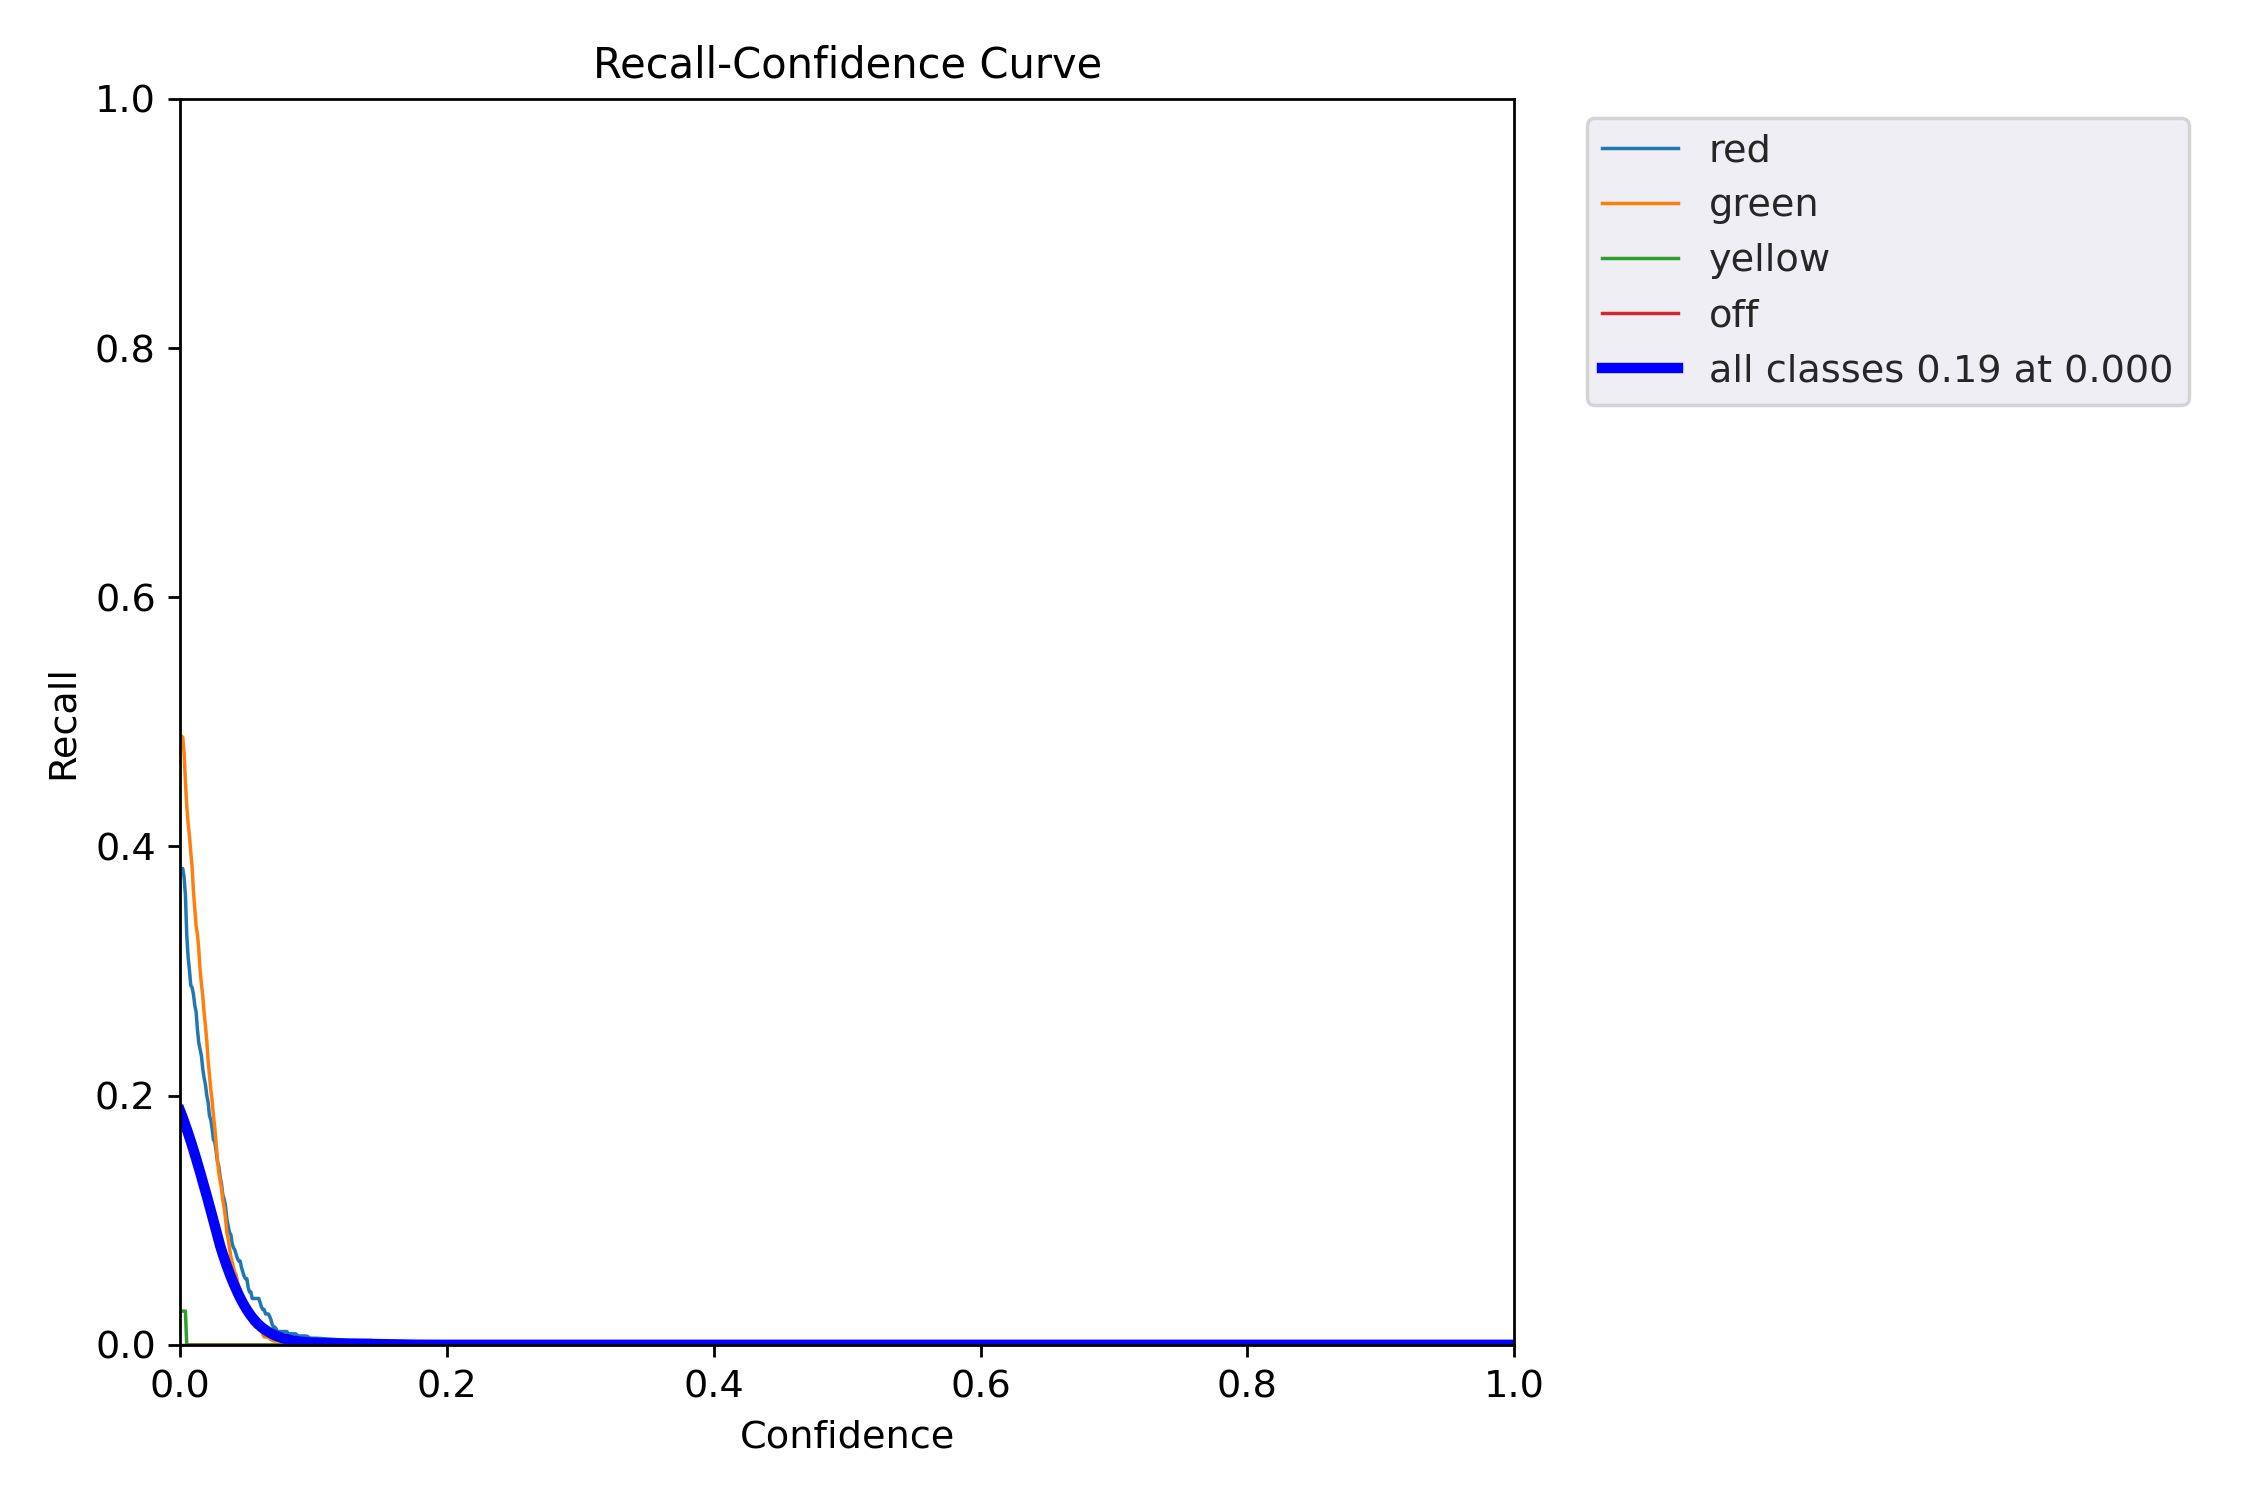 Recall-Confidence Curve
1.0
0.8
0.6
0.4
0.2
0.0
Recall
0.0 0.2 0.4 0.6 0.8 1.0
Confidence
red
green
yellow
off
all classes 0.19 at 0.000